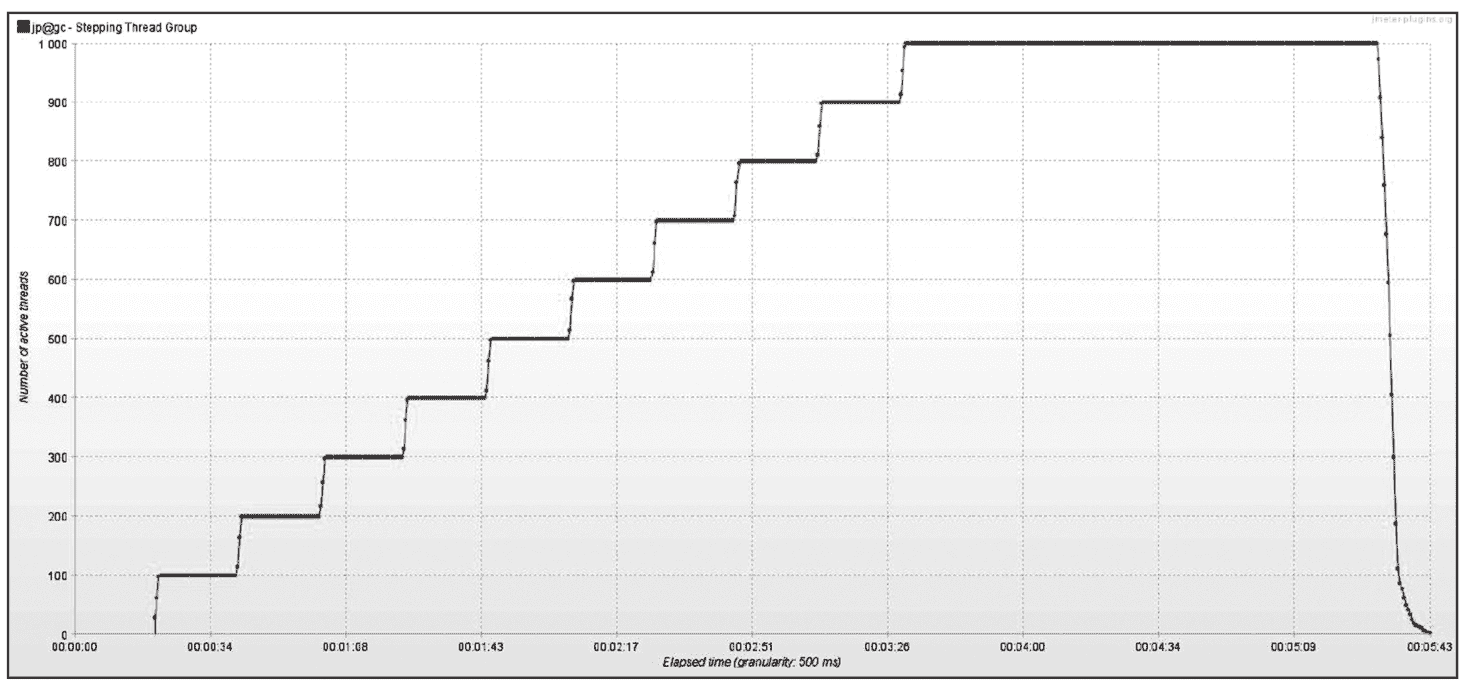 jp@gc - Stepping Thread Group
jmeter-plugins.org
1 000
900
800
700
600
500
400
300
200
100
0
Number of active threads
00:00:00 00:00:34 00:01:08 00:01:43 00:02:17 00:02:51 00:03:26 00:04:00 00:04:34 00:05:09 00:05:43
Elapsed time (granularity: 500 ms)